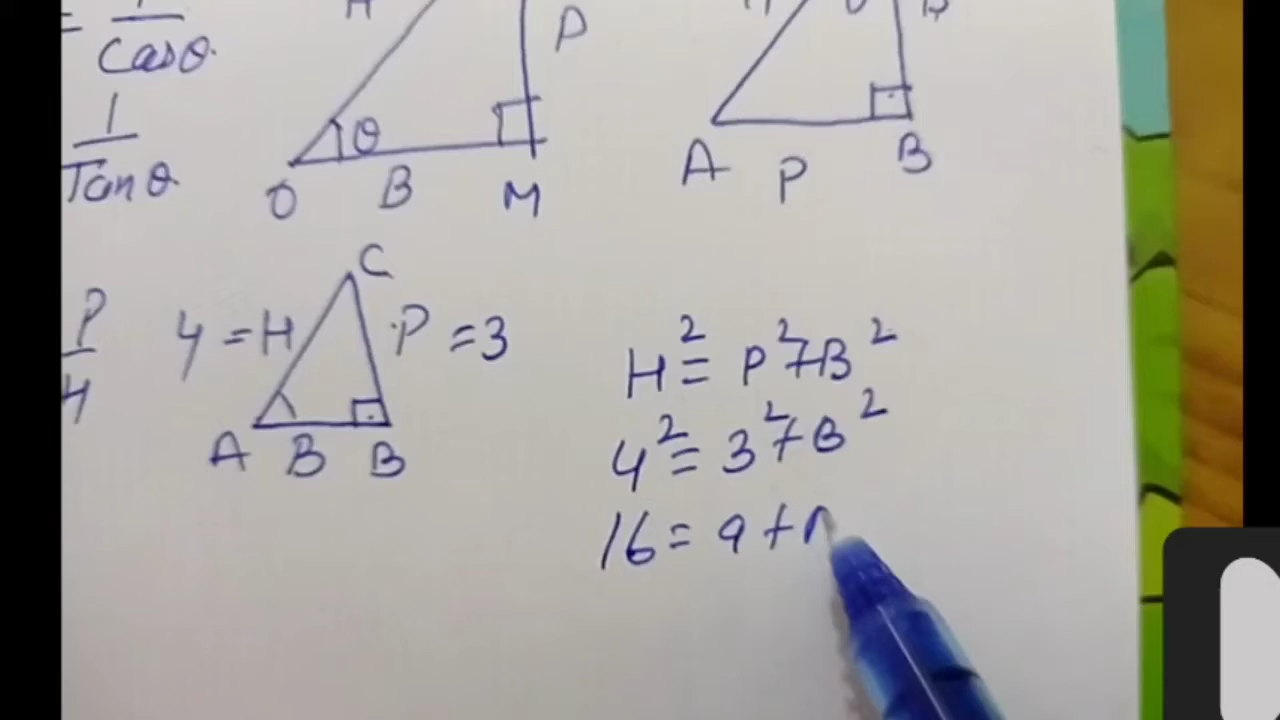 = 1/Cosθ
1/Tanθ
H P
θ
O B M
θ B
A P B
C
P/H 4 = H P = 3
A B B
H² = P² + B²
4² = 3² + B²
16 = 9 +